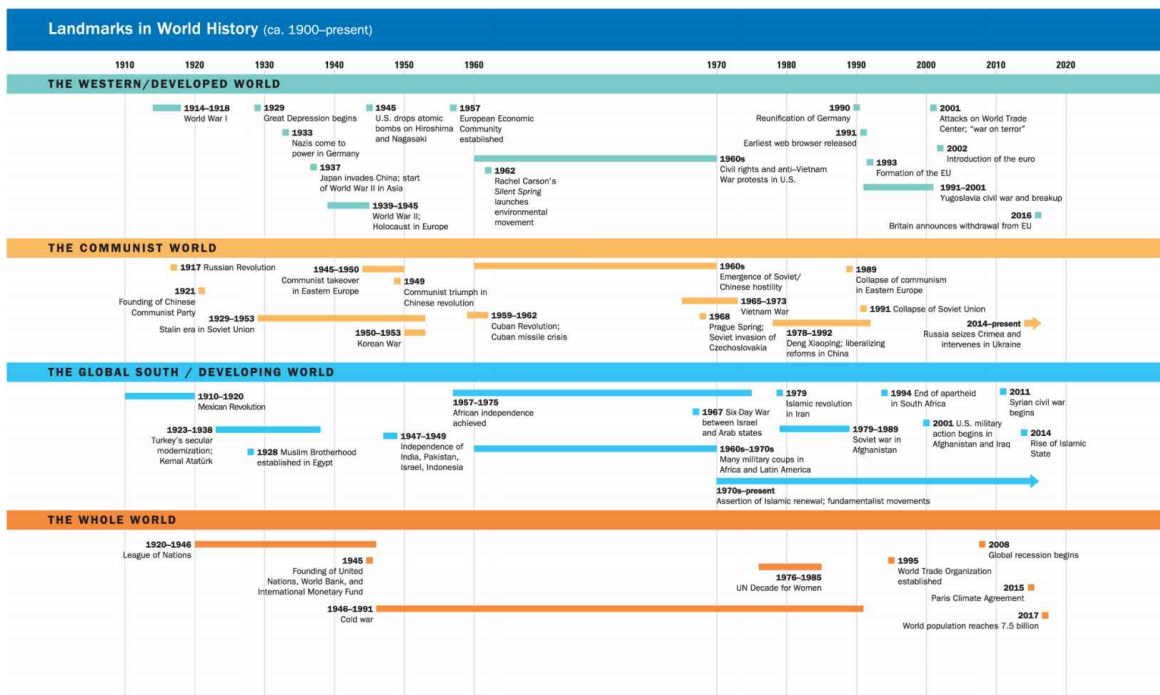 Landmarks in World History (ca. 1900–present)
1910 1920 1930 1940 1950 1960 1970 1980 1990 2000 2010 2020
THE WESTERN/DEVELOPED WORLD
1914–1918
World War I
1929
Great Depression begins
1933
Nazis come to
power in Germany
1937
Japan invades China; start
of World War II in Asia
1939–1945
World War II;
Holocaust in Europe
1945
U.S. drops atomic
bombs on Hiroshima
and Nagasaki
1957
European Economic
Community
established
1962
Rachel Carson's
Silent Spring
launches
environmental
movement
1960s
Civil rights and anti–Vietnam
War protests in U.S.
1990
Reunification of Germany
1991
Earliest web browser released
1993
Formation of the EU
1991–2001
Yugoslavia civil war and breakup
2001
Attacks on World Trade
Center; "war on terror"
2002
Introduction of the euro
2016
Britain announces withdrawal from EU
THE COMMUNIST WORLD
1917 Russian Revolution
1921
Founding of Chinese
Communist Party
1929–1953
Stalin era in Soviet Union
1945–1950
Communist takeover
in Eastern Europe
1949
Communist triumph in
Chinese revolution
1950–1953
Korean War
1959–1962
Cuban Revolution;
Cuban missile crisis
1960s
Emergence of Soviet/
Chinese hostility
1965–1973
Vietnam War
1968
Prague Spring;
Soviet invasion of
Czechoslovakia
1978–1992
Deng Xiaoping; liberalizing
reforms in China
1989
Collapse of communism
in Eastern Europe
1991 Collapse of Soviet Union
2014–present
Russia seizes Crimea and
intervenes in Ukraine
THE GLOBAL SOUTH / DEVELOPING WORLD
1910–1920
Mexican Revolution
1923–1938
Turkey's secular
modernization;
Kemal Atatürk
1928 Muslim Brotherhood
established in Egypt
1947–1949
Independence of
India, Pakistan,
Israel, Indonesia
1957–1975
African independence
achieved
1967 Six-Day War
between Israel
and Arab states
1960s–1970s
Many military coups in
Africa and Latin America
1970s–present
Assertion of Islamic renewal; fundamentalist movements
1979
Islamic revolution
in Iran
1979–1989
Soviet war in
Afghanistan
1994 End of apartheid
in South Africa
2001 U.S. military
action begins in
Afghanistan and Iraq
2011
Syrian civil war
begins
2014
Rise of Islamic
State
THE WHOLE WORLD
1920–1946
League of Nations
1945
Founding of United
Nations, World Bank, and
International Monetary Fund
1946–1991
Cold war
1976–1985
UN Decade for Women
1995
World Trade Organization
established
2008
Global recession begins
2015
Paris Climate Agreement
2017
World population reaches 7.5 billion